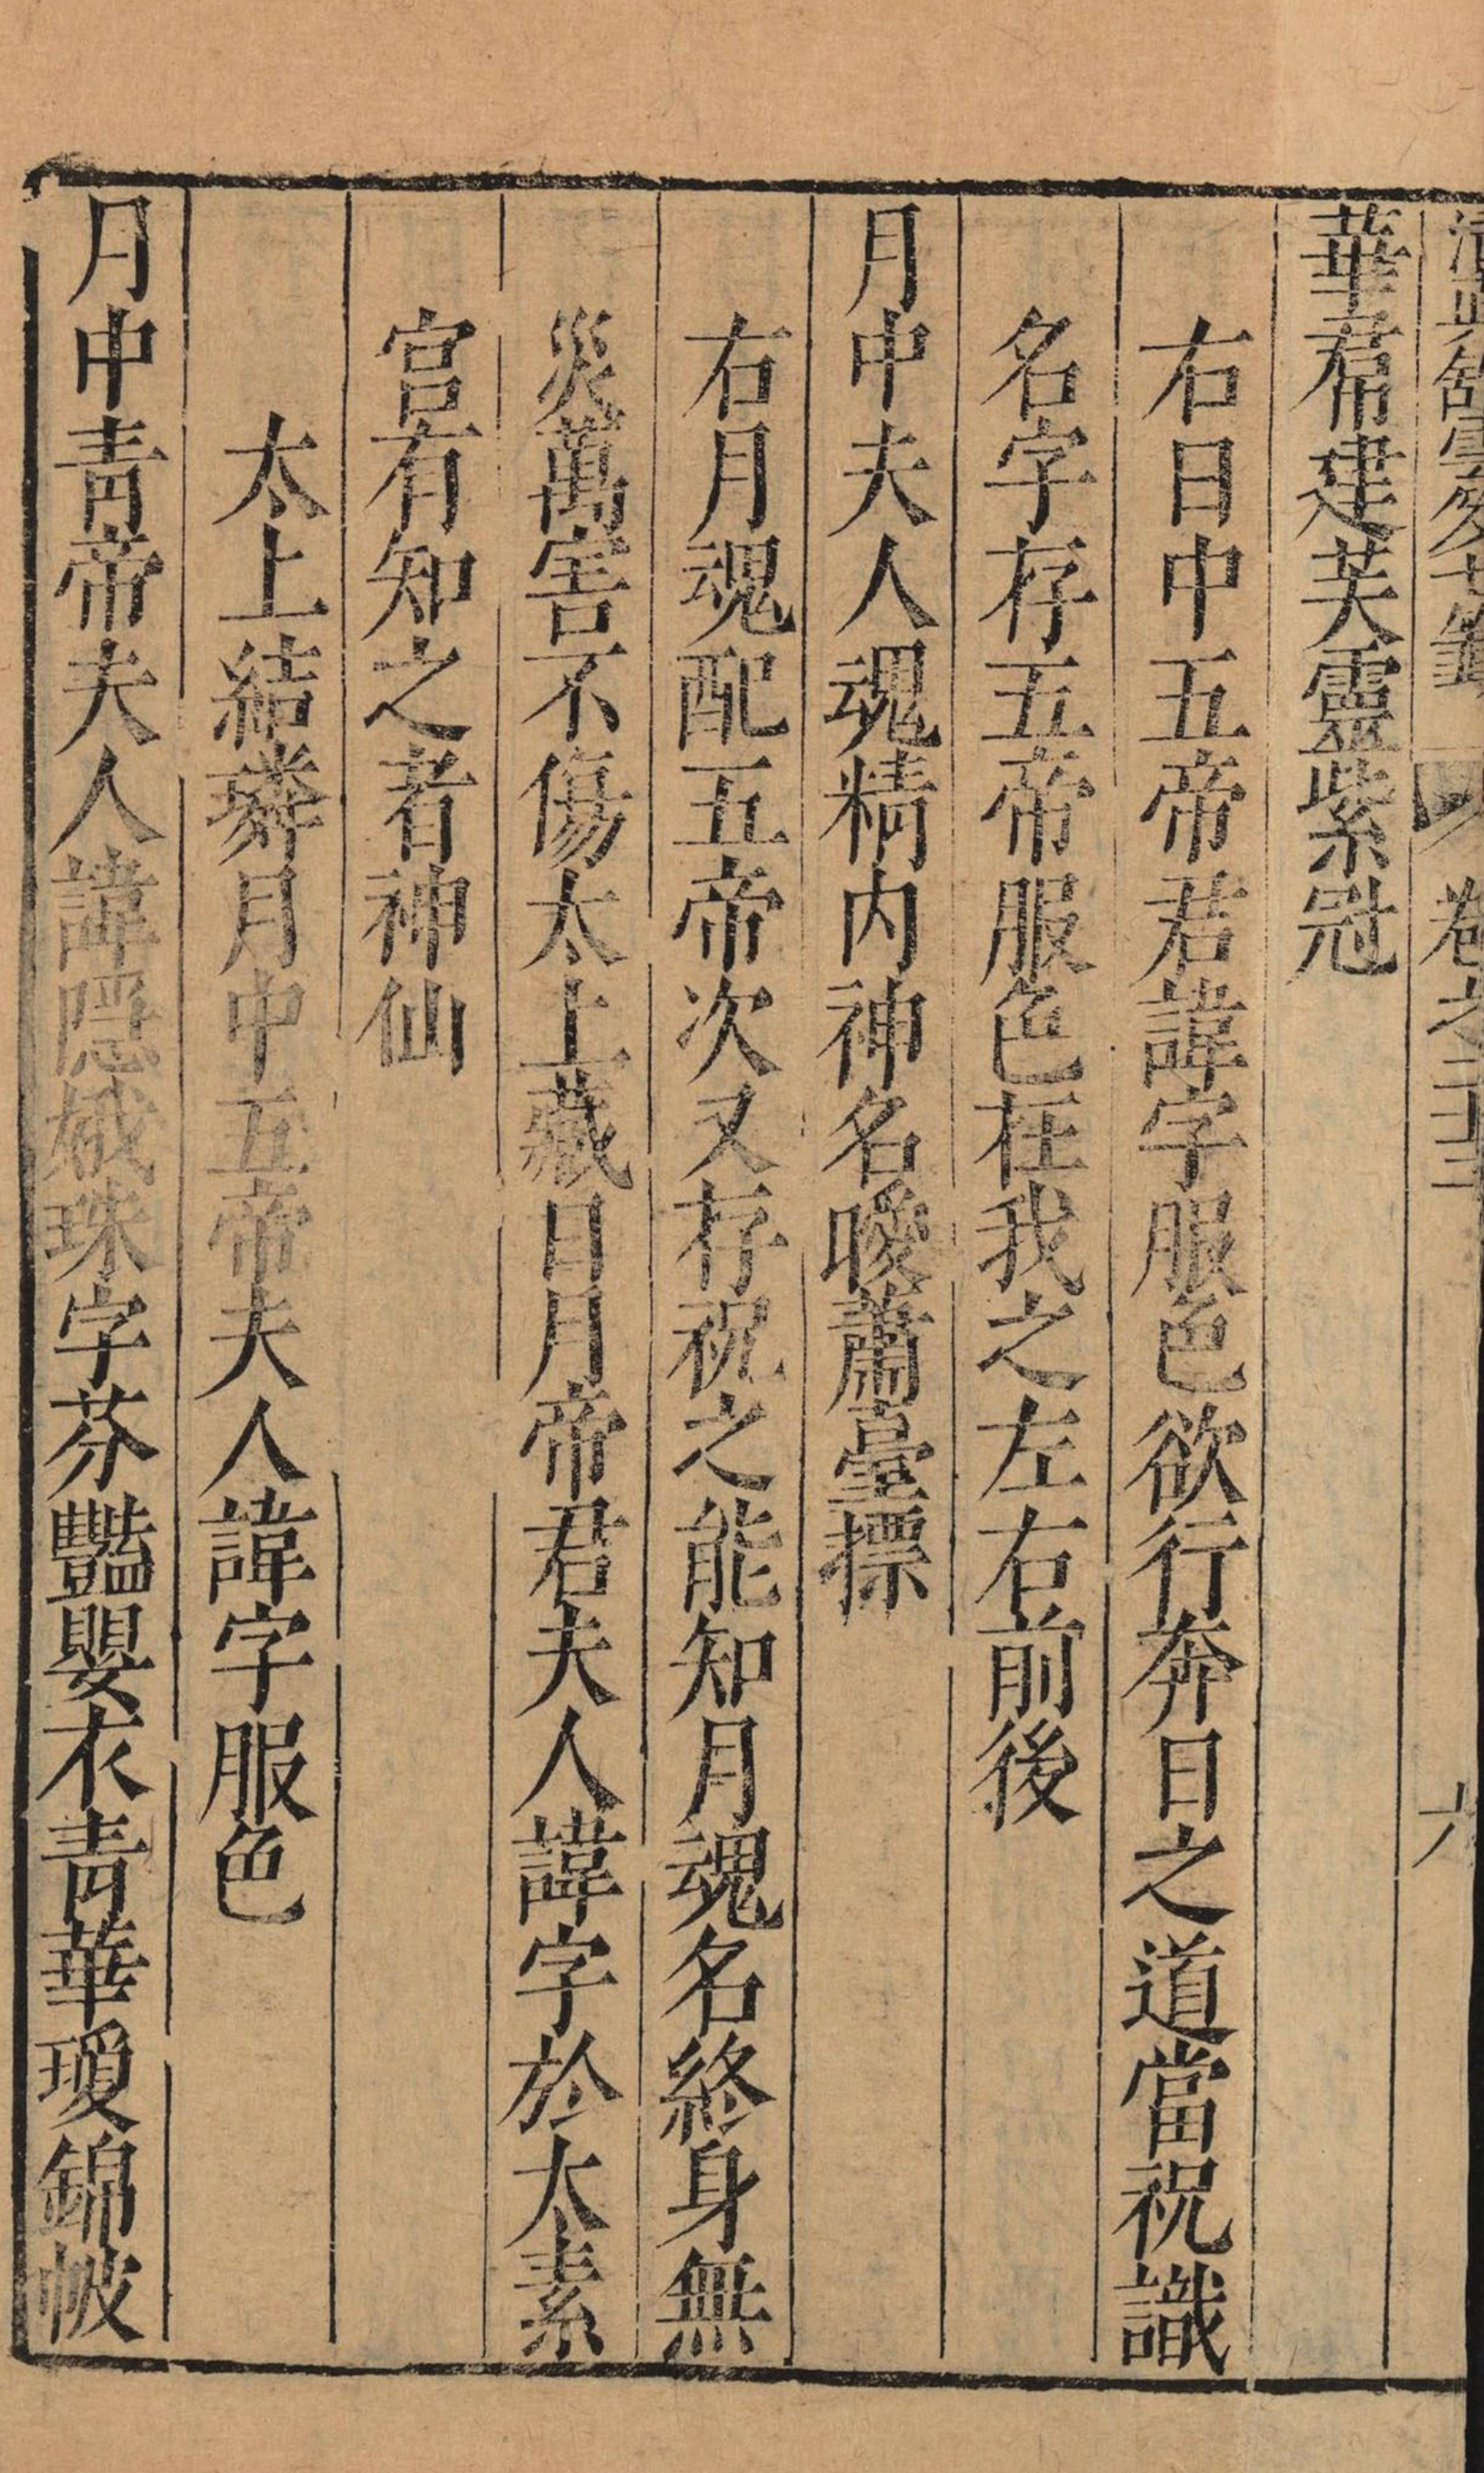 華帬建芙靈紫冠
右日中五帝君諱字服色欲行奔日之道當祝識
名字存五帝服色在我之左右前後
月中夫人魂精内神名曖蕭臺摽
右月魂配五帝次又存祝之能知月魂名終身無
災萬害不傷太上藏日月帝君夫人諱字於太素
宫有知之者神仙
太上結璘月中五帝夫人諱字服色
月中青帝夫人諱隱娥珠字芬豔嬰衣青華瓊錦帔
卷之二十三
六